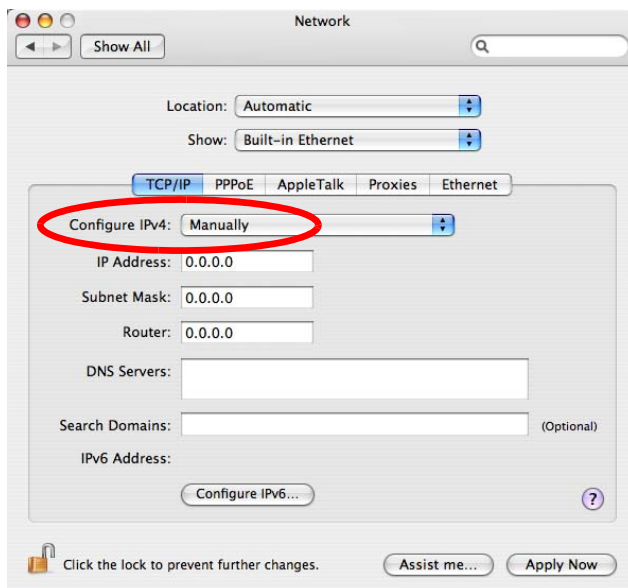 Network
Show All
Location: Automatic
Show: Built-in Ethernet
TCP/IP PPPoE AppleTalk Proxies Ethernet
Configure IPv4: Manually
IP Address: 0.0.0.0
Subnet Mask: 0.0.0.0
Router: 0.0.0.0
DNS Servers:
Search Domains: (Optional)
IPv6 Address:
Configure IPv6...
?
Click the lock to prevent further changes. Assist me... Apply Now